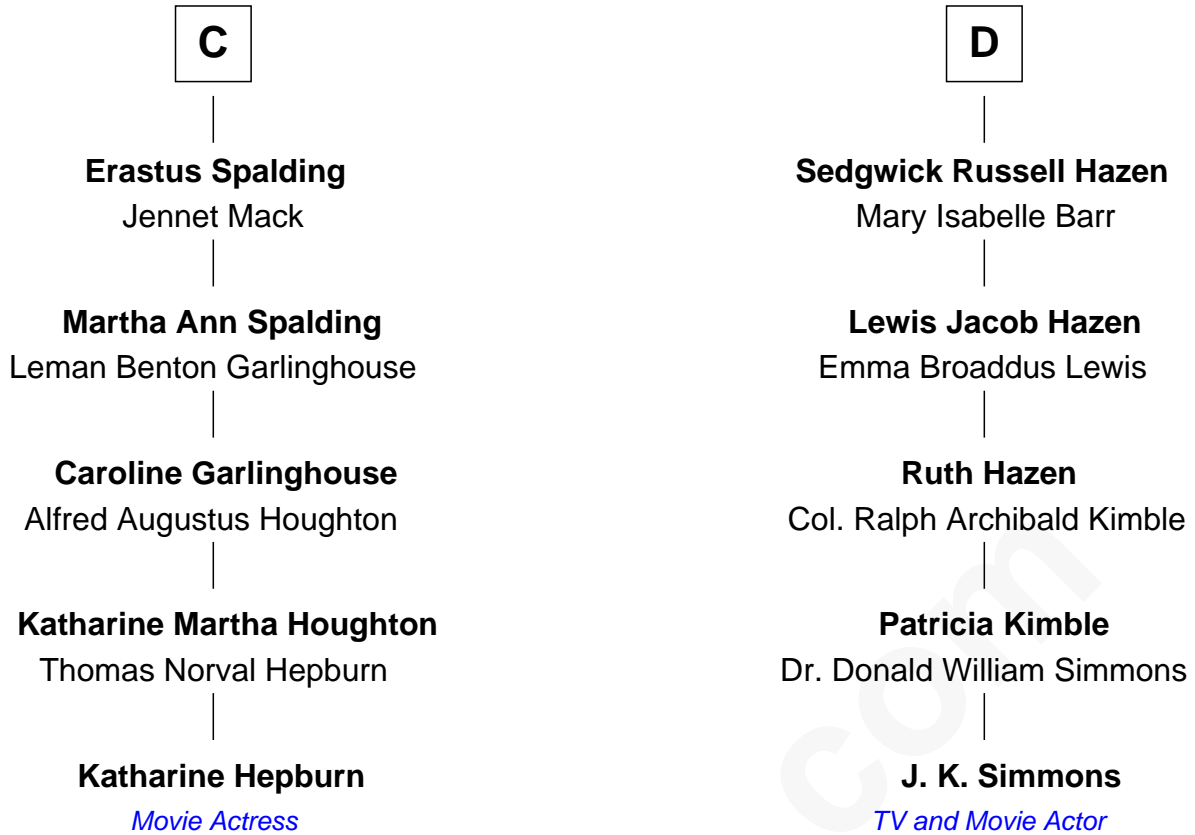 C
Erastus Spalding
Jennet Mack
Martha Ann Spalding
Leman Benton Garlinghouse
Caroline Garlinghouse
Alfred Augustus Houghton
Katharine Martha Houghton
Thomas Norval Hepburn
Katharine Hepburn
Movie Actress
D
Sedgwick Russell Hazen
Mary Isabelle Barr
Lewis Jacob Hazen
Emma Broaddus Lewis
Ruth Hazen
Col. Ralph Archibald Kimble
Patricia Kimble
Dr. Donald William Simmons
J. K. Simmons
TV and Movie Actor
com